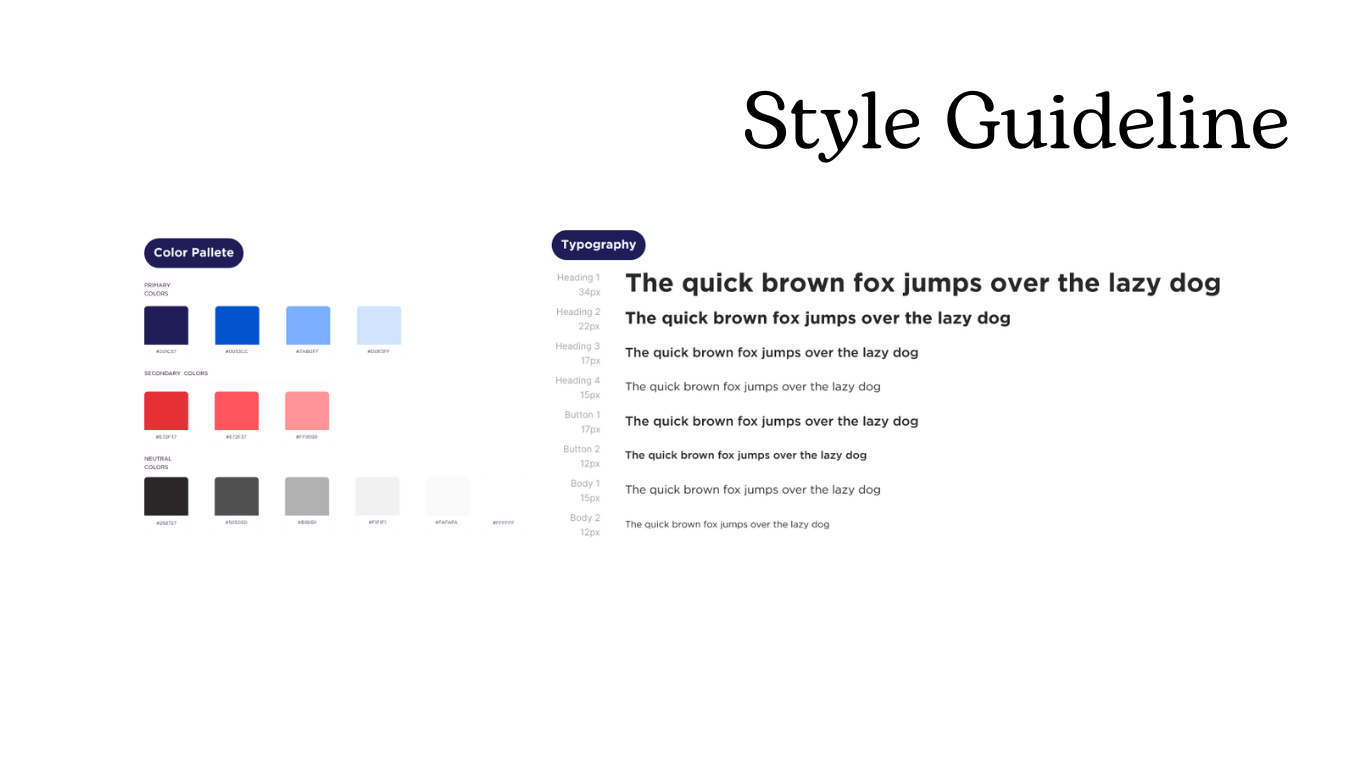 Style Guideline
Color Pallete
PRIMARY
COLORS
#0053CC
#7AB0FF
SECONDARY COLORS
#E72F37
#E72F37
#FF9699
NEUTRAL
COLORS
#505050
#B1B1B1
#F1F1F1
#FAFAFA
#FFFFFF
Typography
Heading 1
34px
The quick brown fox jumps over the lazy dog
Heading 2
22px
The quick brown fox jumps over the lazy dog
Heading 3
17px
The quick brown fox jumps over the lazy dog
Heading 4
15px
The quick brown fox jumps over the lazy dog
Button 1
17px
The quick brown fox jumps over the lazy dog
Button 2
12px
The quick brown fox jumps over the lazy dog
Body 1
15px
The quick brown fox jumps over the lazy dog
Body 2
12px
The quick brown fox jumps over the lazy dog